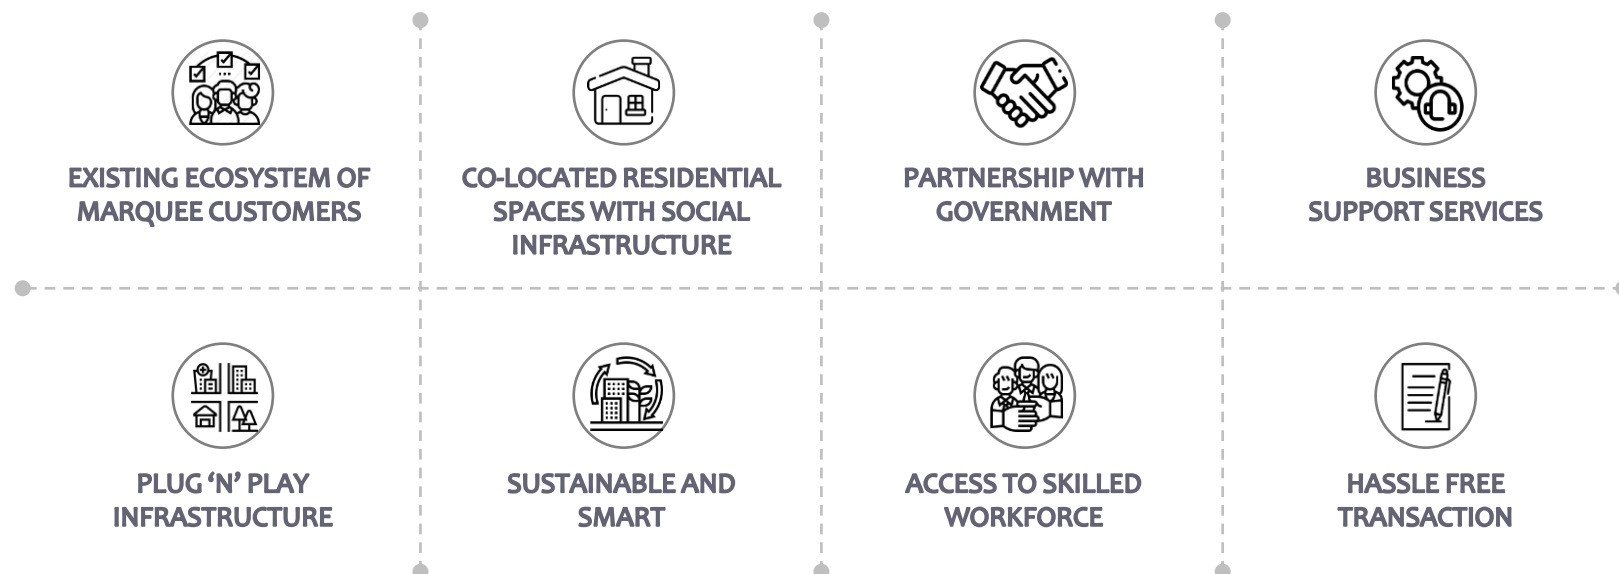 EXISTING ECOSYSTEM OF
MARQUEE CUSTOMERS
CO-LOCATED RESIDENTIAL
SPACES WITH SOCIAL
INFRASTRUCTURE
PARTNERSHIP WITH
GOVERNMENT
BUSINESS
SUPPORT SERVICES
PLUG ‘N’ PLAY
INFRASTRUCTURE
SUSTAINABLE AND
SMART
ACCESS TO SKILLED
WORKFORCE
HASSLE FREE
TRANSACTION